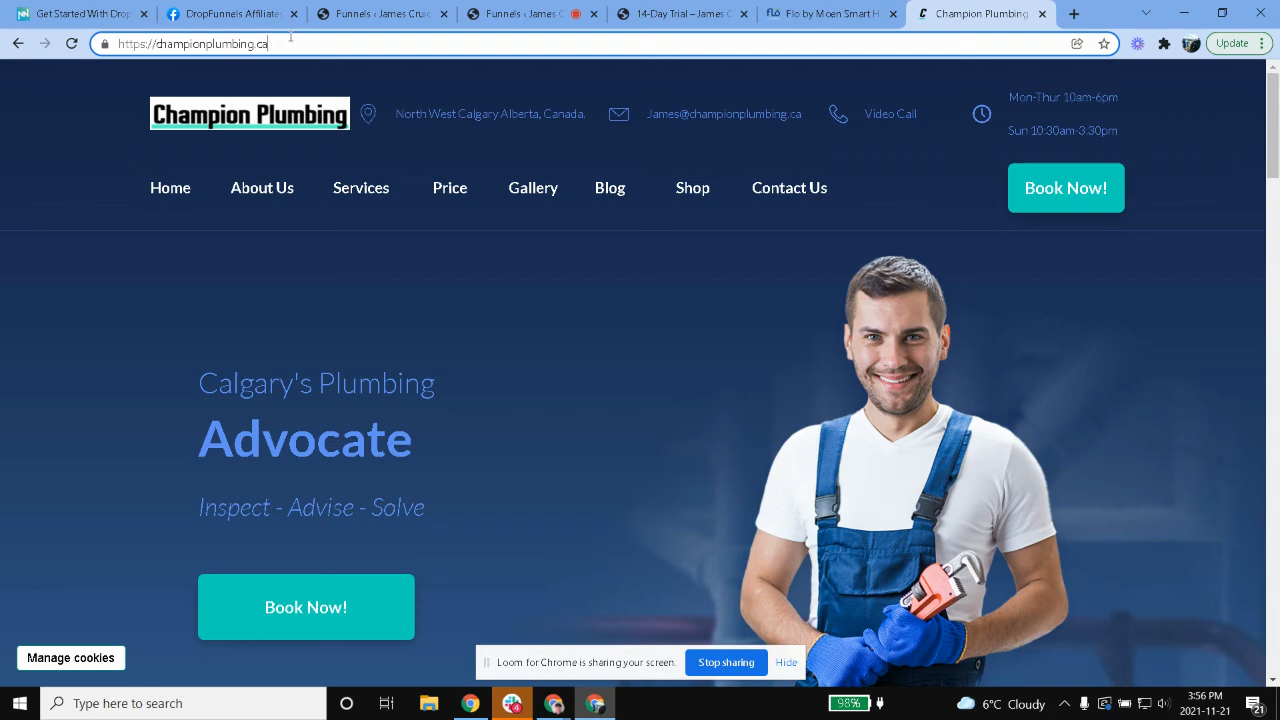 Get Started With Drop Servic
Dropservicing
Funnels – James
Funnels – James
14-Day Trial – James C
Flo by Moen Smart H
Champion Plumbing
https://championplumbing.ca
Update
Champion Plumbing
North West Calgary Alberta, Canada.
James@championplumbing.ca
Video Call
Mon-Thur 10am-6pm
Sun 10:30am-3:30pm
Home
About Us
Services
Price
Gallery
Blog
Shop
Contact Us
Book Now!
Calgary's Plumbing
Advocate
Inspect - Advise - Solve
Book Now!
Manage cookies
Loom for Chrome is sharing your screen.
Stop sharing
Hide
Type here to search
98%
6°C Cloudy
3:56 PM
2021-11-21
21